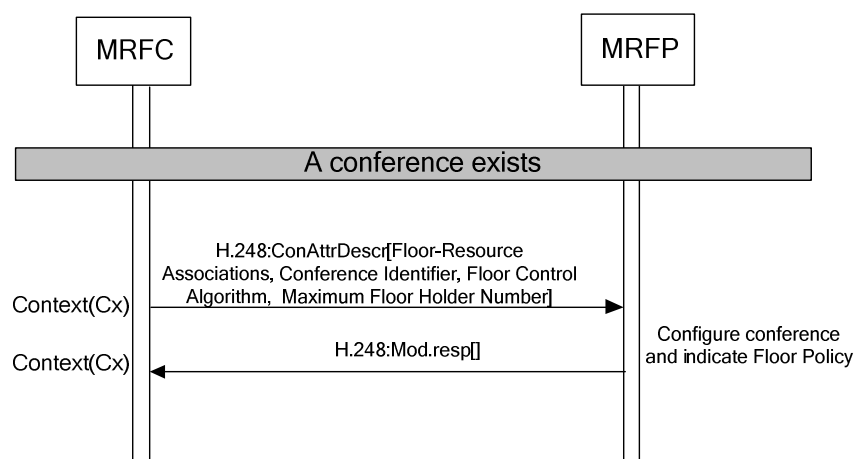 MRFC
MRFP
A conference exists
H.248:ConAttrDescr[Floor-Resource
Associations, Conference Identifier, Floor Control
Algorithm, Maximum Floor Holder Number]
Context(Cx)
Configure conference
and indicate Floor Policy
H.248:Mod.resp[]
Context(Cx)